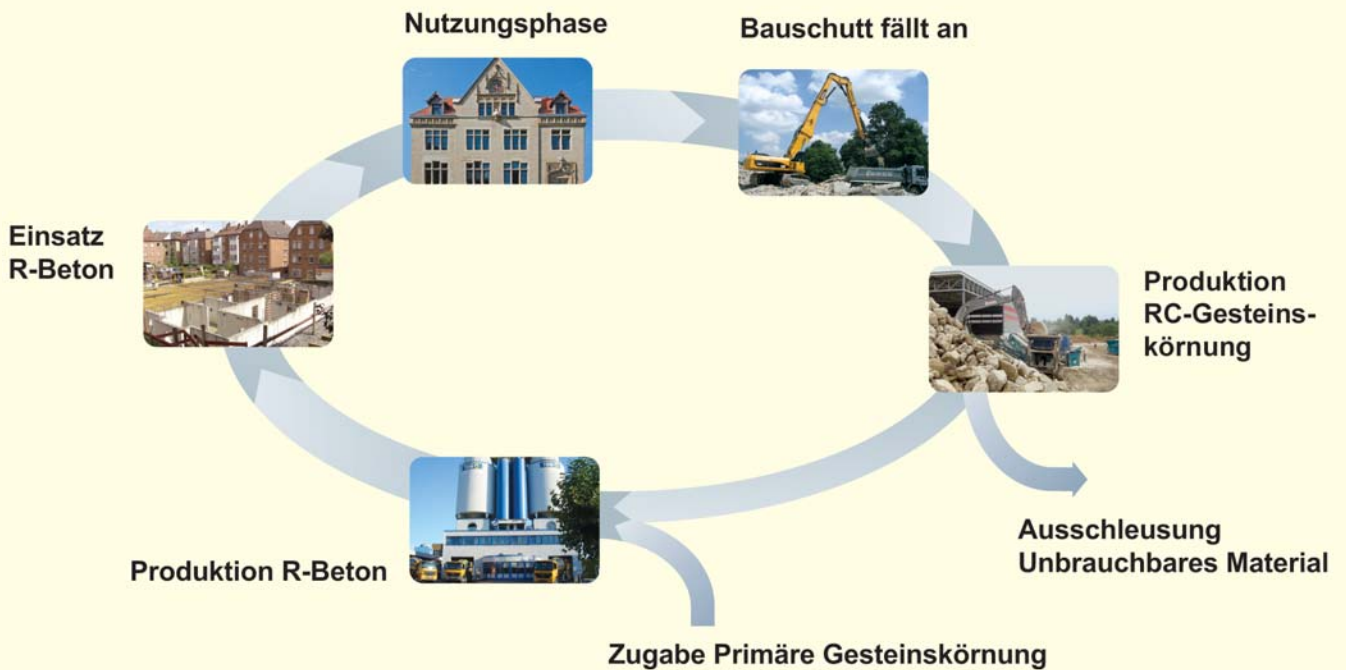 Nutzungsphase
Bauschutt fällt an
Einsatz
R-Beton
Produktion
RC-Gesteins-
körnung
Ausschleusung
Unbrauchbares Material
Produktion R-Beton
Zugabe Primäre Gesteinskörnung